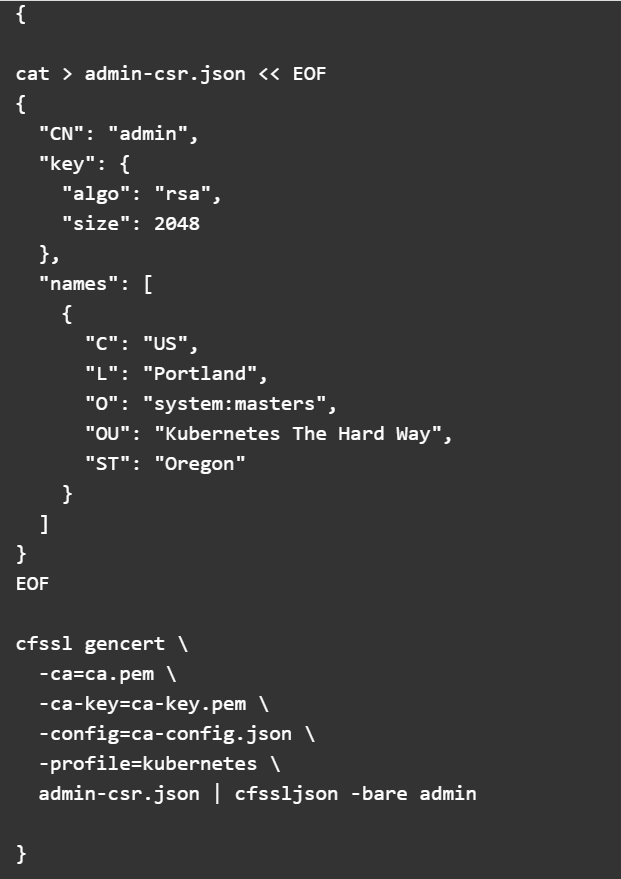 {
cat > admin-csr.json << EOF
{
  "CN": "admin",
  "key": {
    "algo": "rsa",
    "size": 2048
  },
  "names": [
    {
      "C": "US",
      "L": "Portland",
      "O": "system:masters",
      "OU": "Kubernetes The Hard Way",
      "ST": "Oregon"
    }
  ]
}
EOF
cfssl gencert \
  -ca=ca.pem \
  -ca-key=ca-key.pem \
  -config=ca-config.json \
  -profile=kubernetes \
  admin-csr.json | cfssljson -bare admin
}